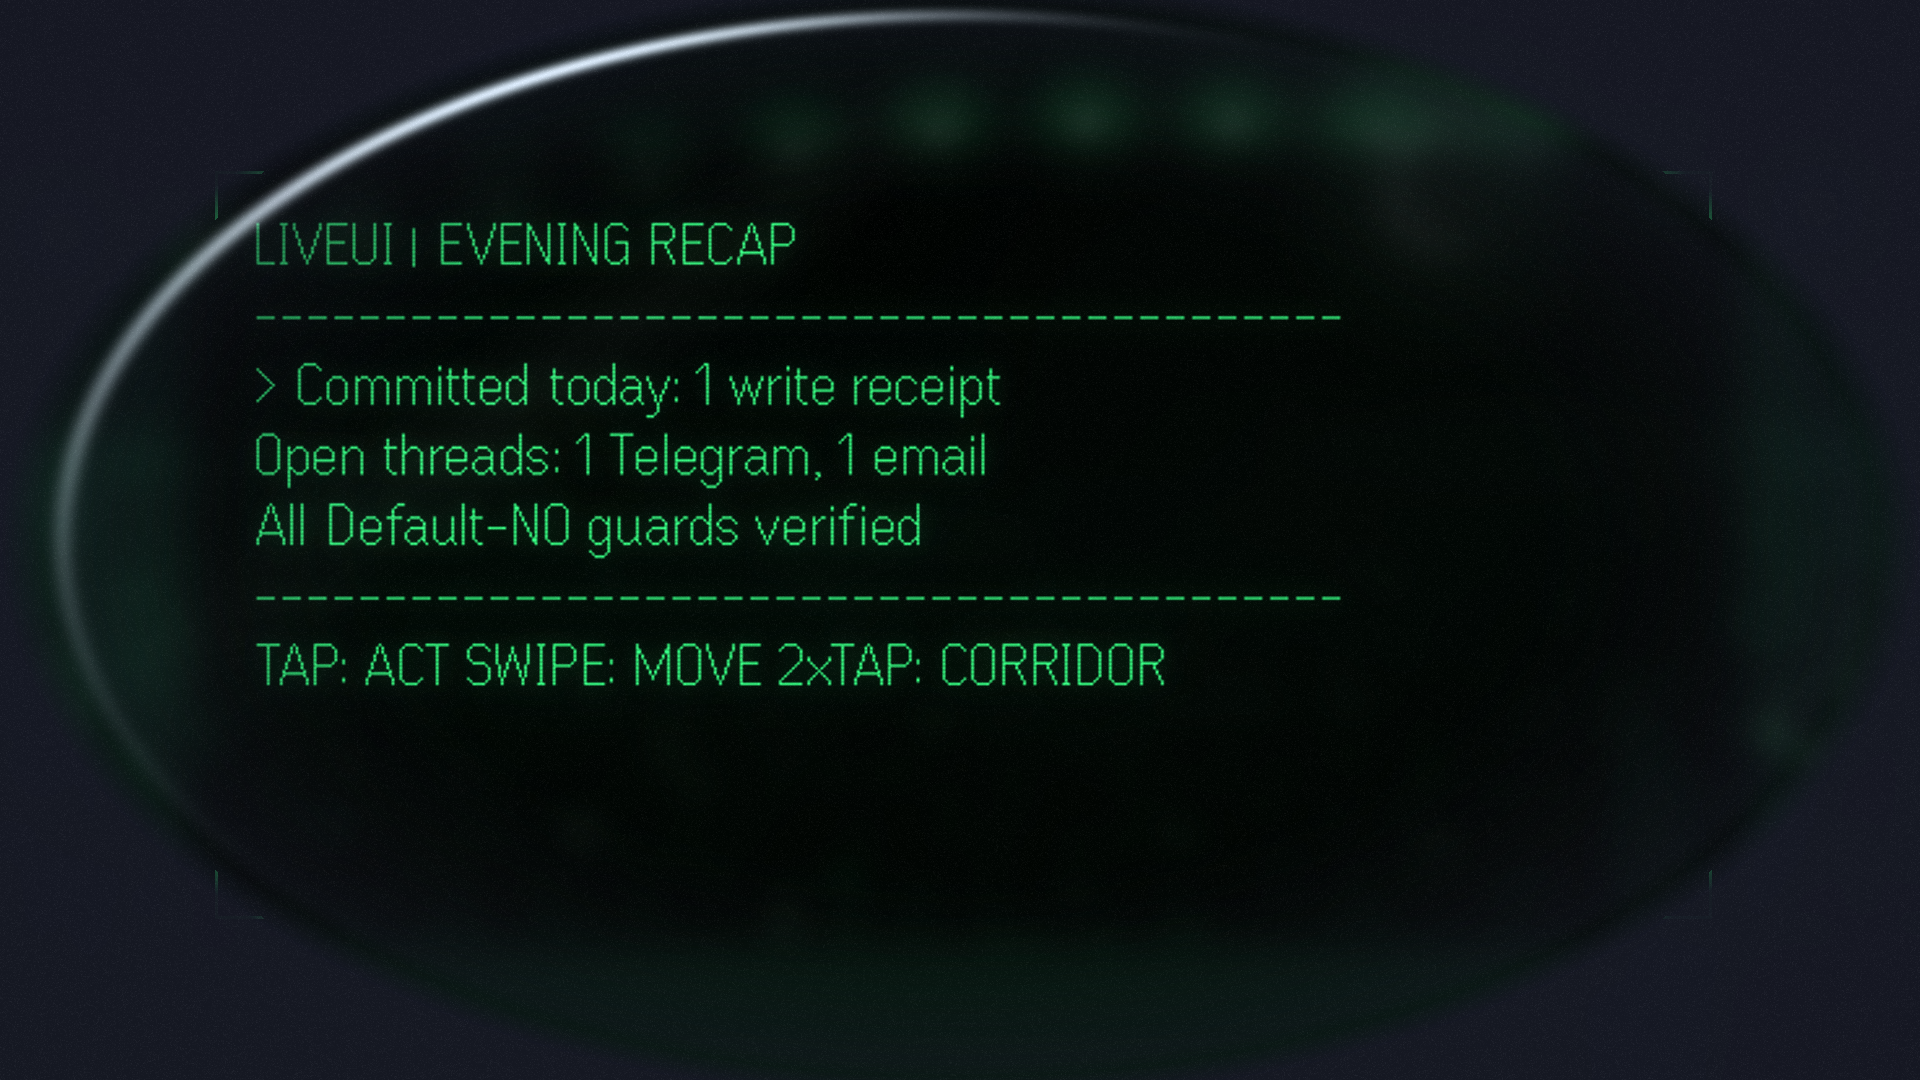 LIVEUI | EVENING RECAP
------------------------------------------
> Committed today: 1 write receipt
Open threads: 1 Telegram, 1 email
All Default-NO guards verified
------------------------------------------
TAP: ACT SWIPE: MOVE 2xTAP: CORRIDOR